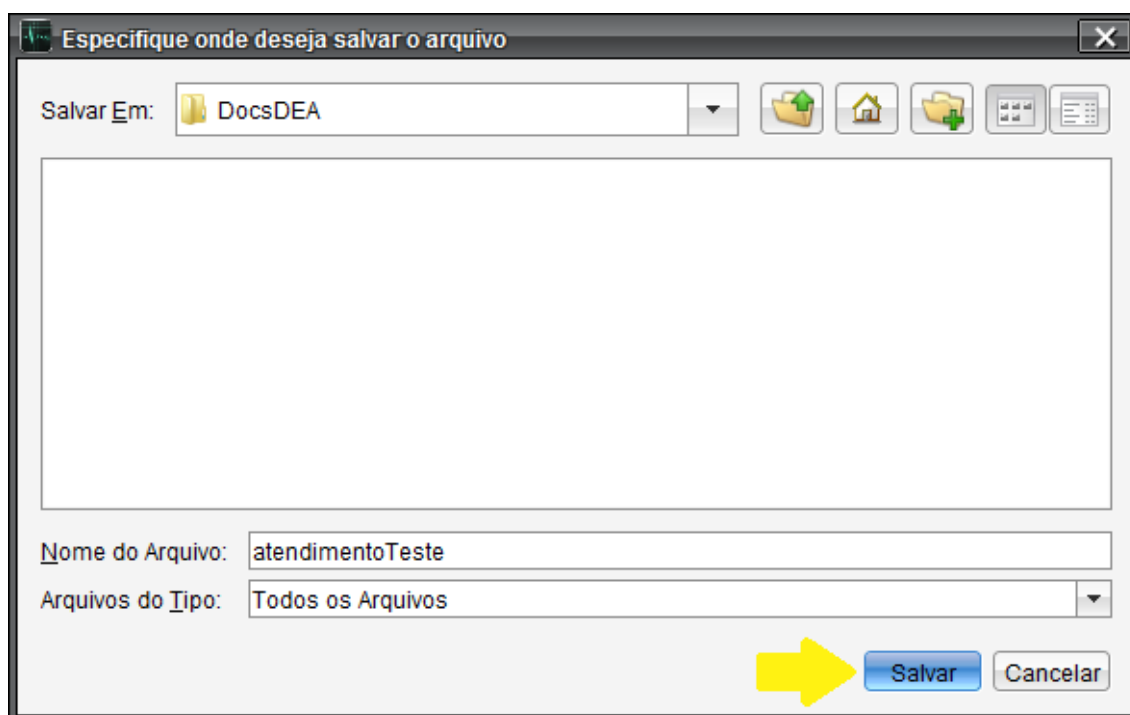 Especifique onde deseja salvar o arquivo
Salvar Em: DocsDEA
Nome do Arquivo: atendimentoTeste
Arquivos do Tipo: Todos os Arquivos
Salvar Cancelar